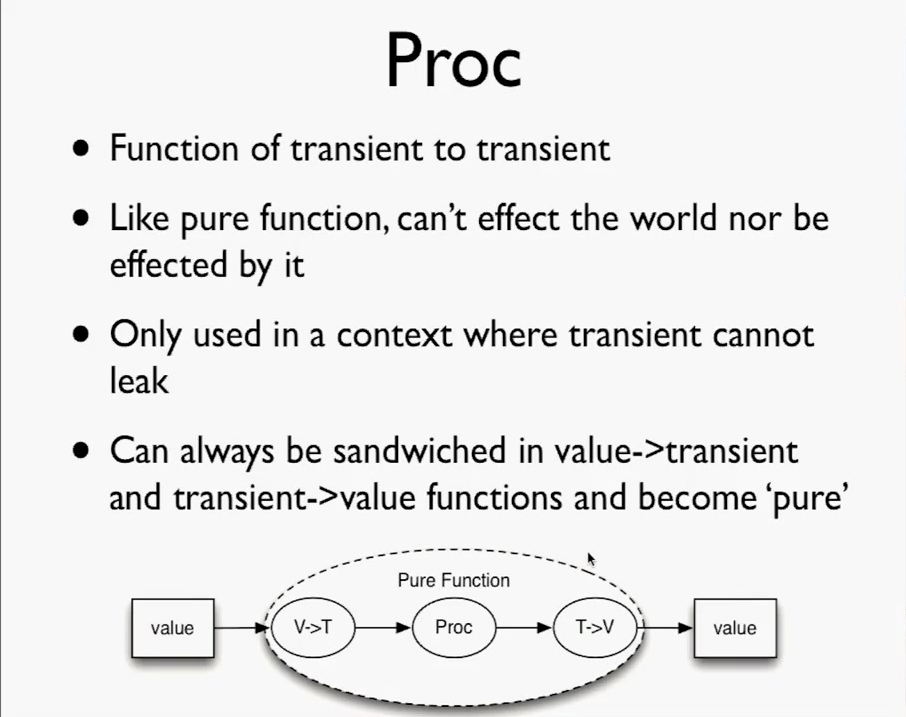 Proc
• Function of transient to transient
• Like pure function, can’t effect the world nor be
effected by it
• Only used in a context where transient cannot
leak
• Can always be sandwiched in value->transient
and transient->value functions and become ‘pure’
Pure Function
value
V->T
Proc
T->V
value